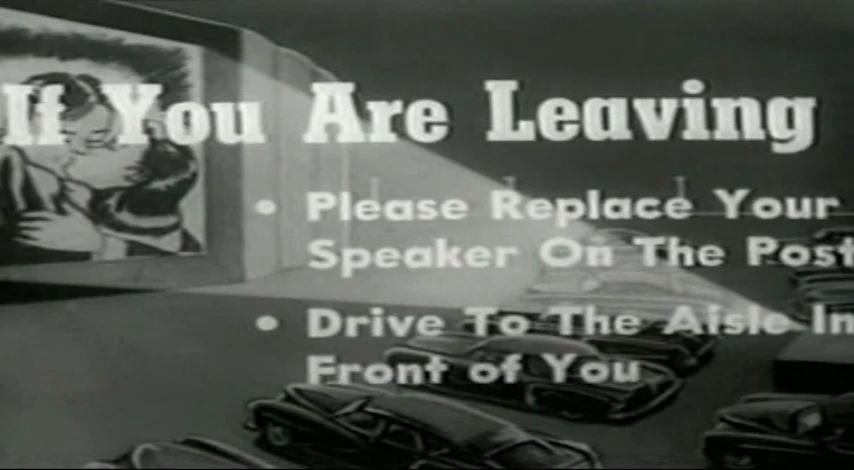 If You Are Leaving
• Please Replace Your
Speaker On The Post
• Drive To The Aisle In
Front of You